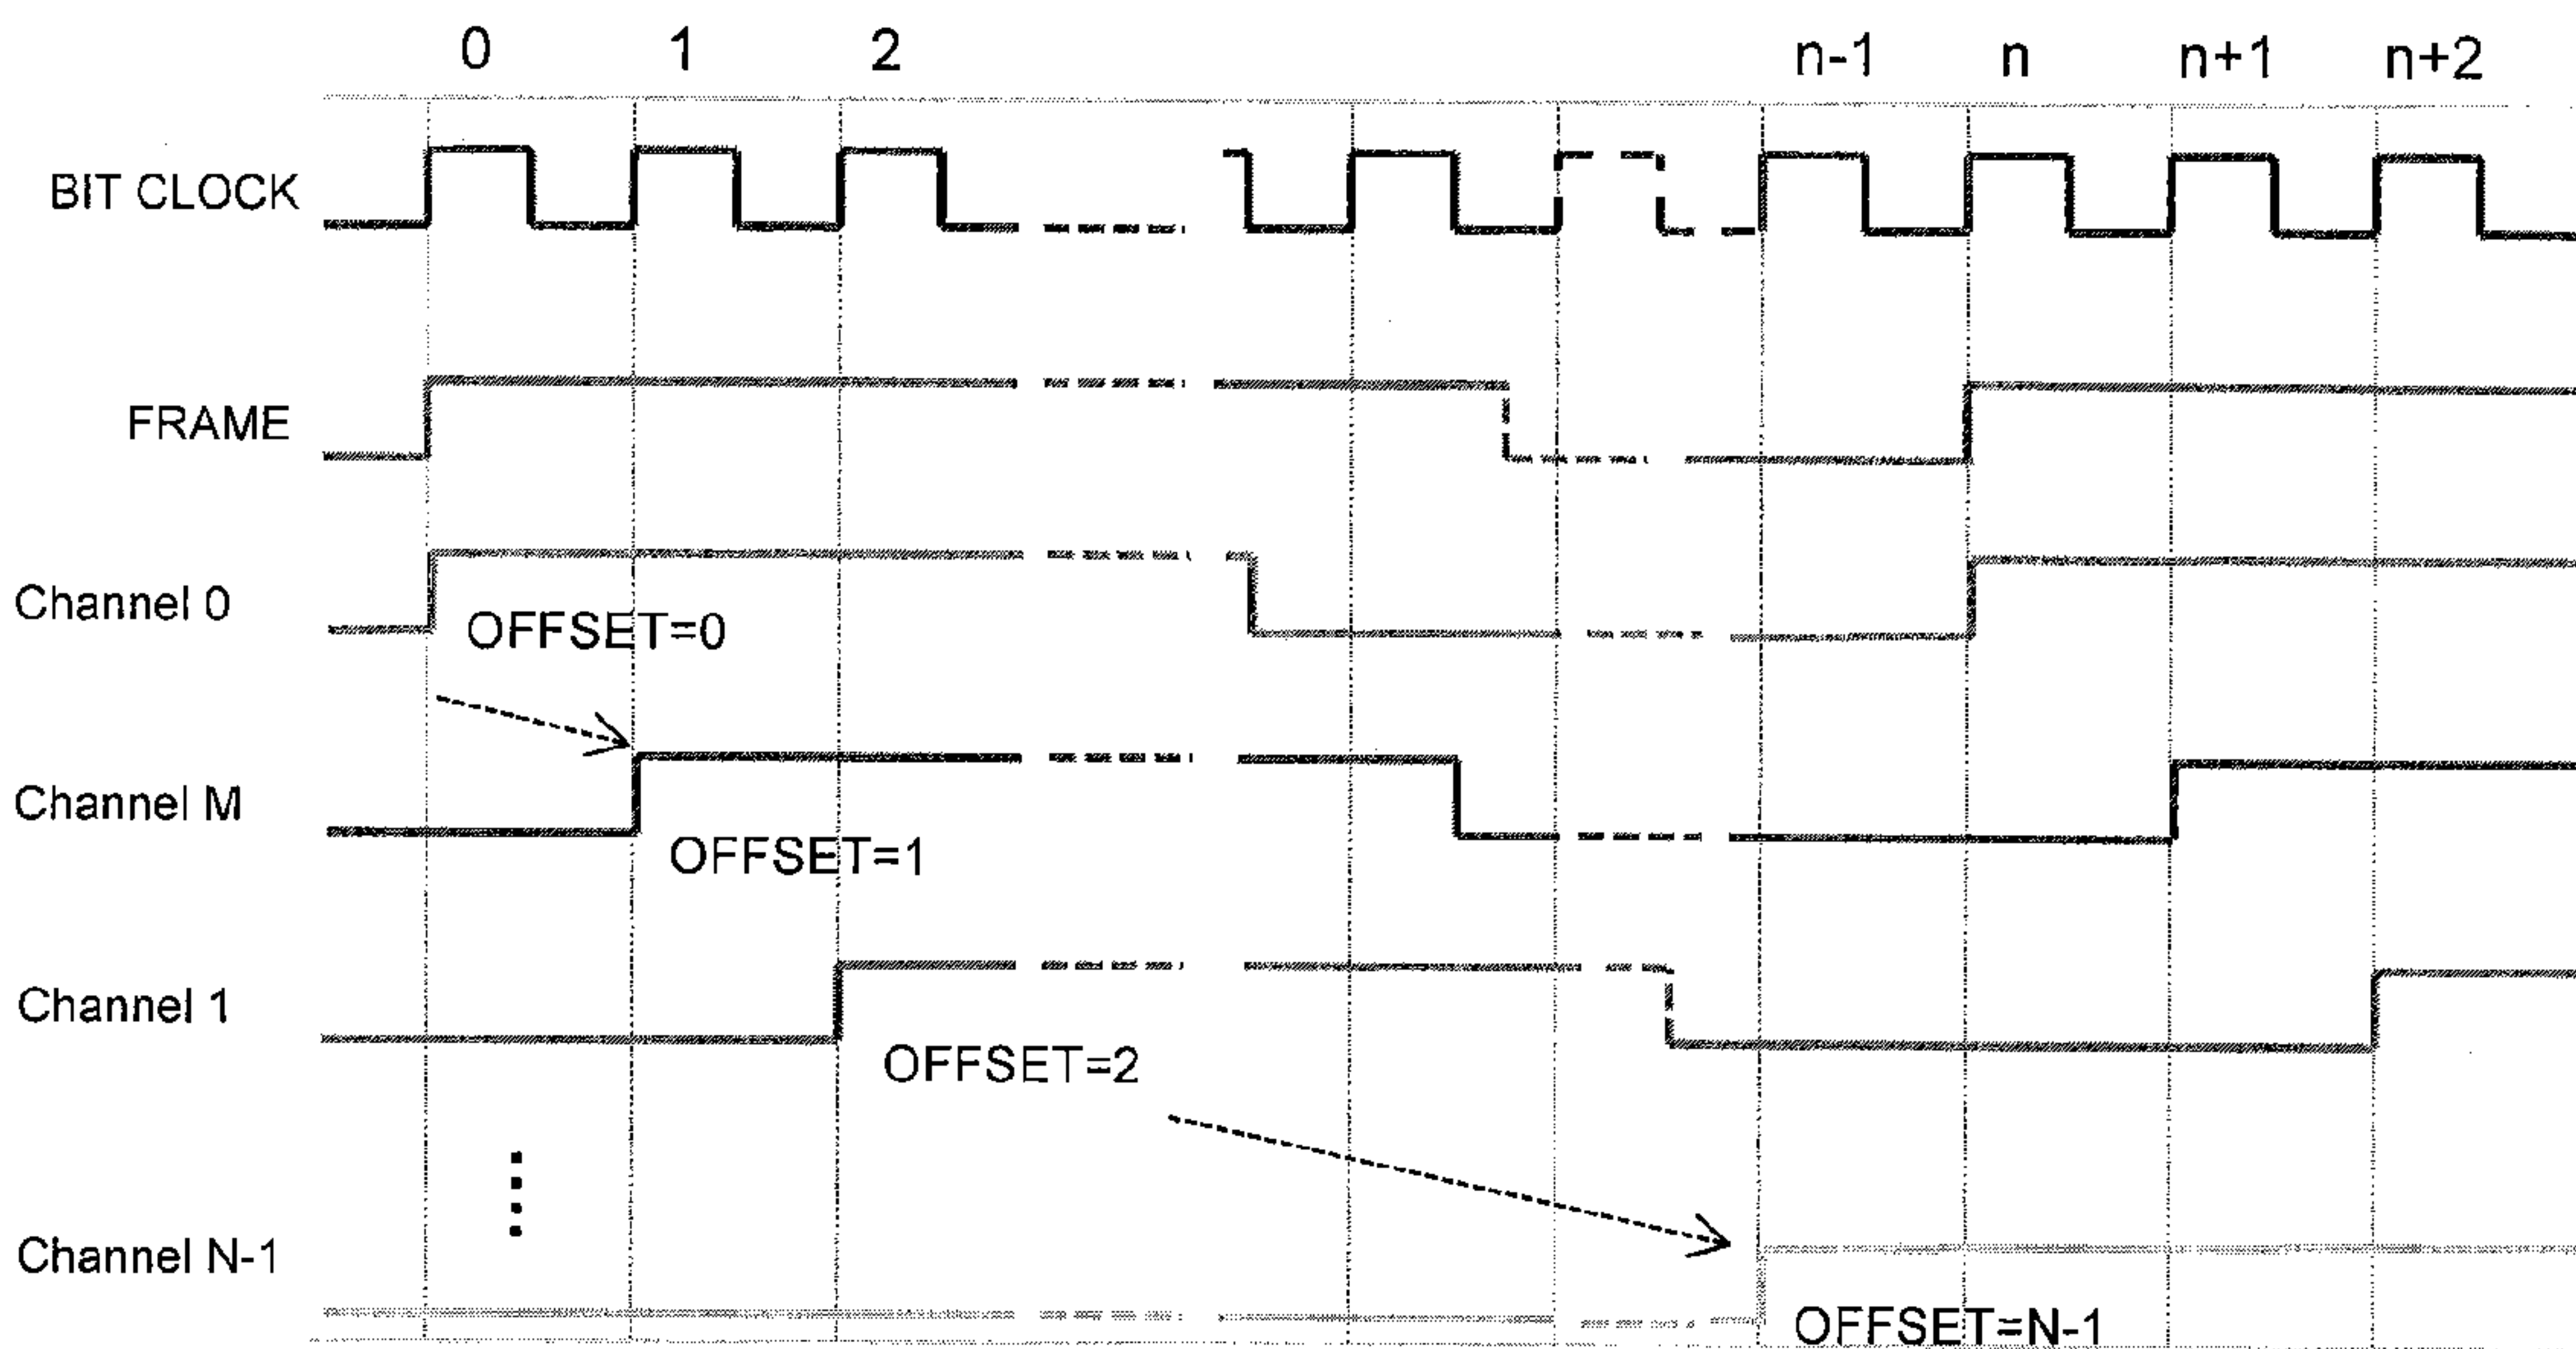 0 1 2 n-1 n n+1 n+2
BIT CLOCK
FRAME
Channel 0
OFFSET=0
Channel M
OFFSET=1
Channel 1
OFFSET=2
Channel N-1
OFFSET=N-1